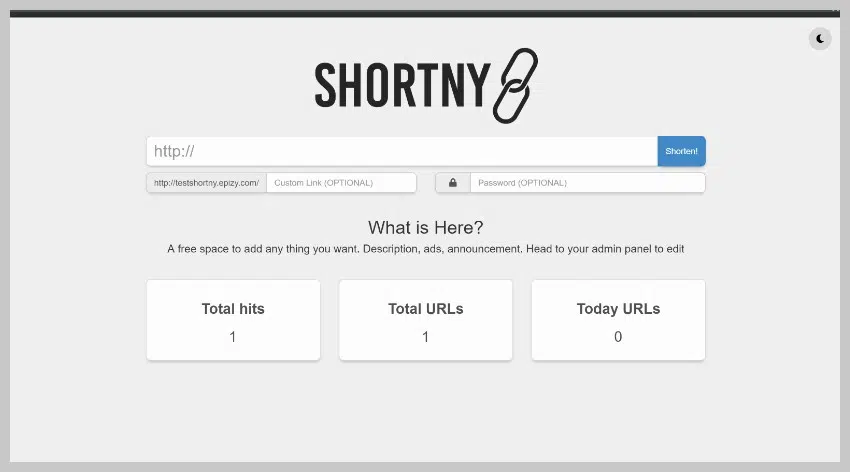 SHORTNY
http://
Shorten!
http://testshortny.epizy.com/ Custom Link (OPTIONAL) Password (OPTIONAL)
What is Here?
A free space to add any thing you want. Description, ads, announcement. Head to your admin panel to edit
Total hits Total URLs Today URLs
1 1 0